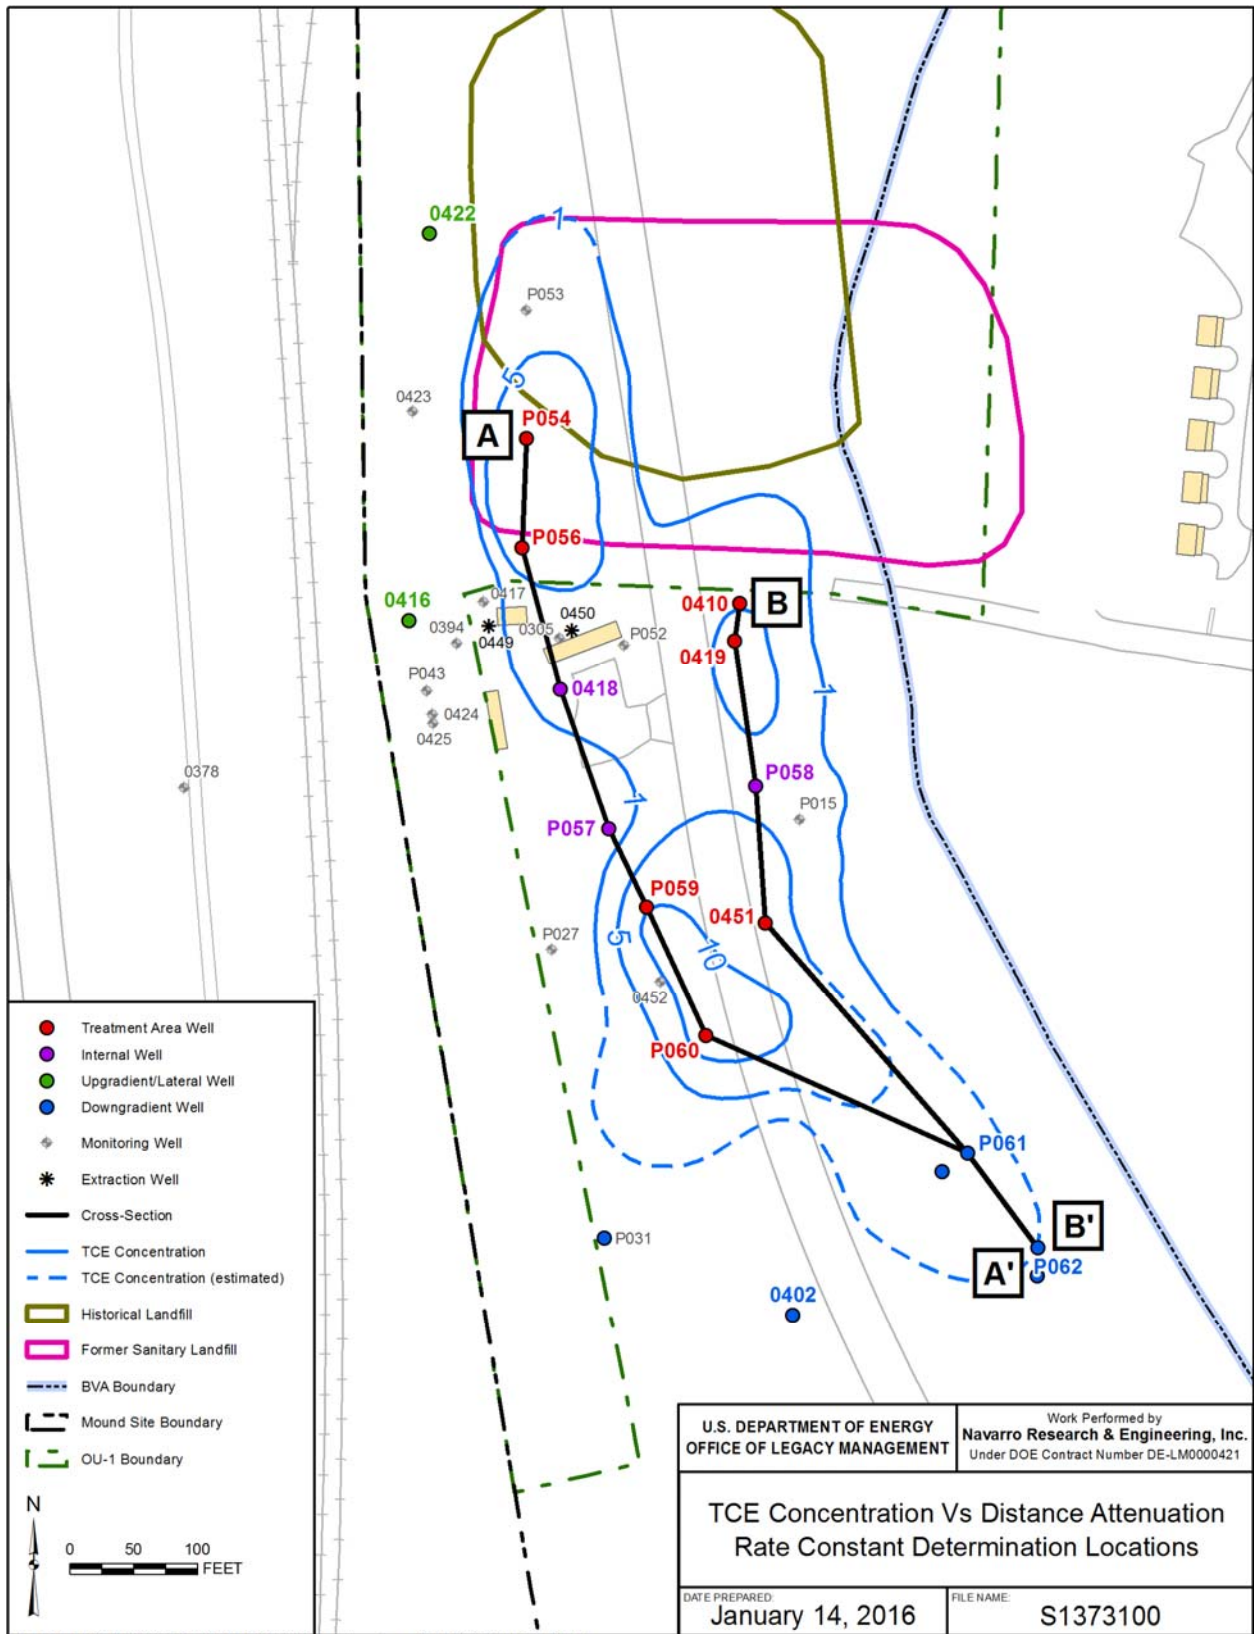 0422
1
P053
5
0423
A
P054
P056
0417
0416
0410
B
0450
0305
0394
0449
P052
0419
P043
0418
1
0424
0425
0378
P058
1
P015
P057
P059
0451
5
10
P027
0452
P060
P061
B'
P031
A'
P062
0402
Treatment Area Well
Internal Well
Upgradient/Lateral Well
Downgradient Well
Monitoring Well
Extraction Well
Cross-Section
TCE Concentration
TCE Concentration (estimated)
Historical Landfill
Former Sanitary Landfill
BVA Boundary
Mound Site Boundary
OU-1 Boundary
N
0 50 100
FEET
U.S. DEPARTMENT OF ENERGY
OFFICE OF LEGACY MANAGEMENT
Work Performed by
Navarro Research & Engineering, Inc.
Under DOE Contract Number DE-LM0000421
TCE Concentration Vs Distance Attenuation
Rate Constant Determination Locations
DATE PREPARED:
January 14, 2016
FILE NAME:
S1373100